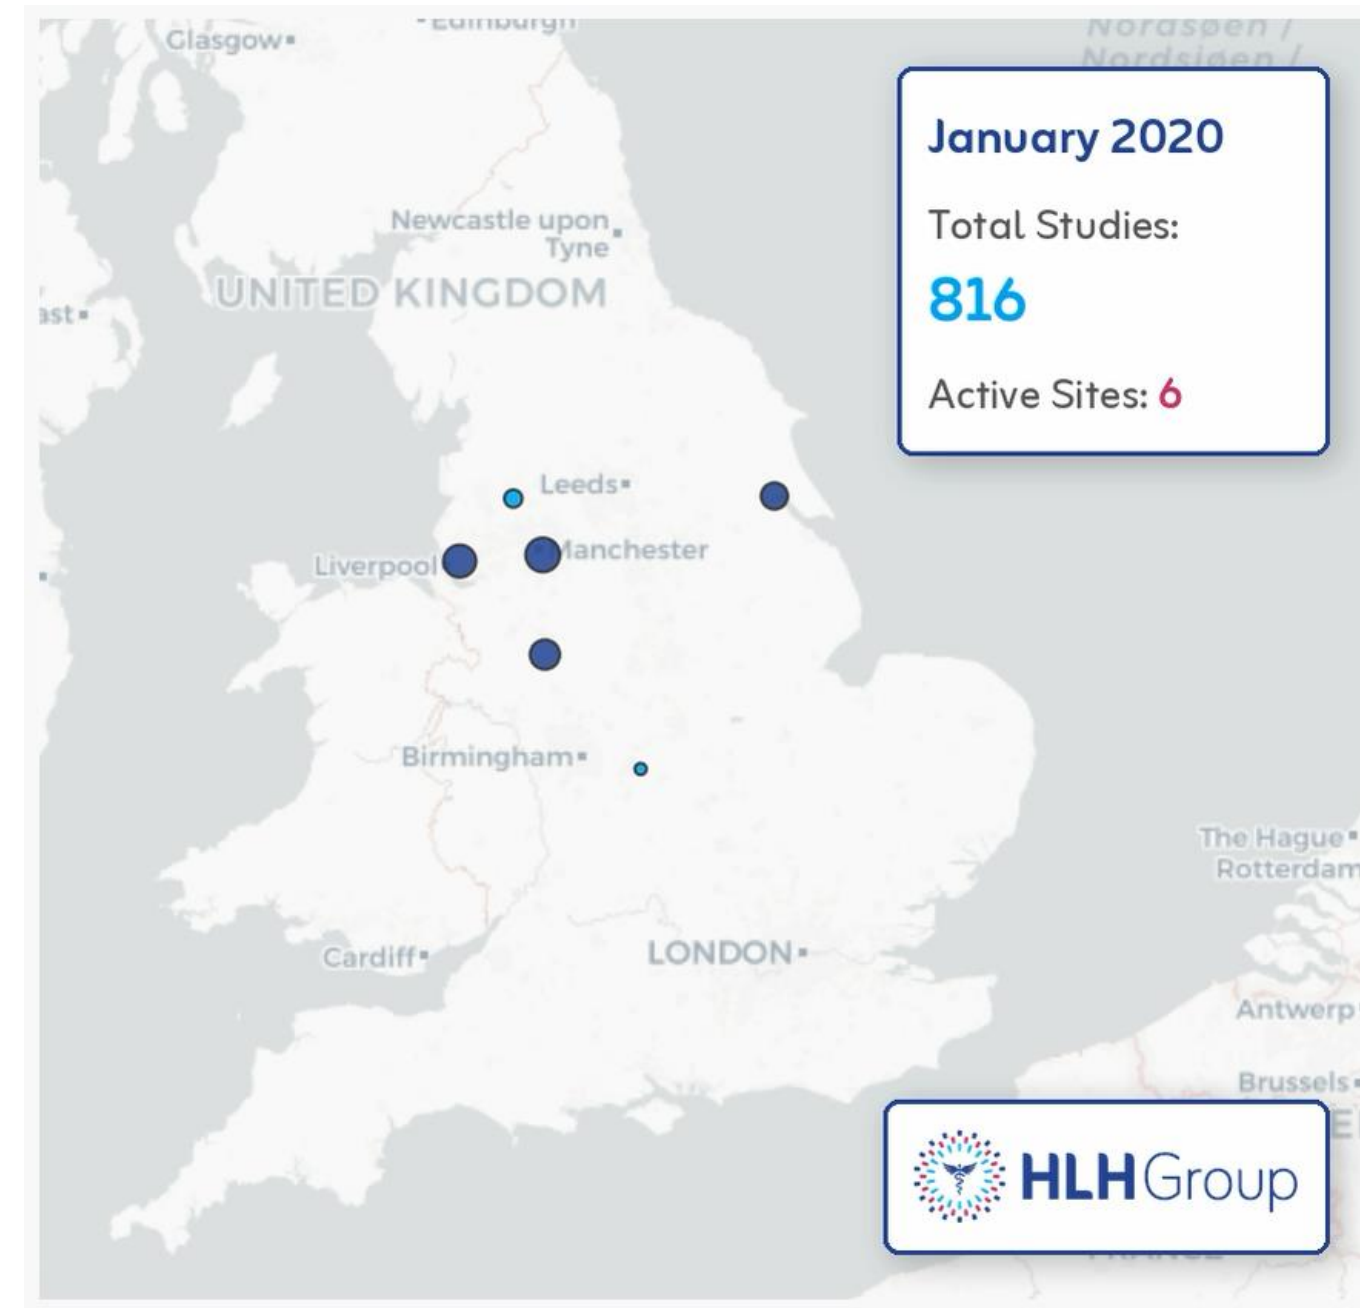 Edinburgh
Glasgow
Nordsøen /
Nordsjøen /
January 2020
Total Studies:
816
Active Sites: 6
Newcastle upon
Tyne
UNITED KINGDOM
ast
Leeds
Manchester
Liverpool
Birmingham
The Hague
Rotterdam
Cardiff
LONDON
Antwerp
Brussels
HLH Group